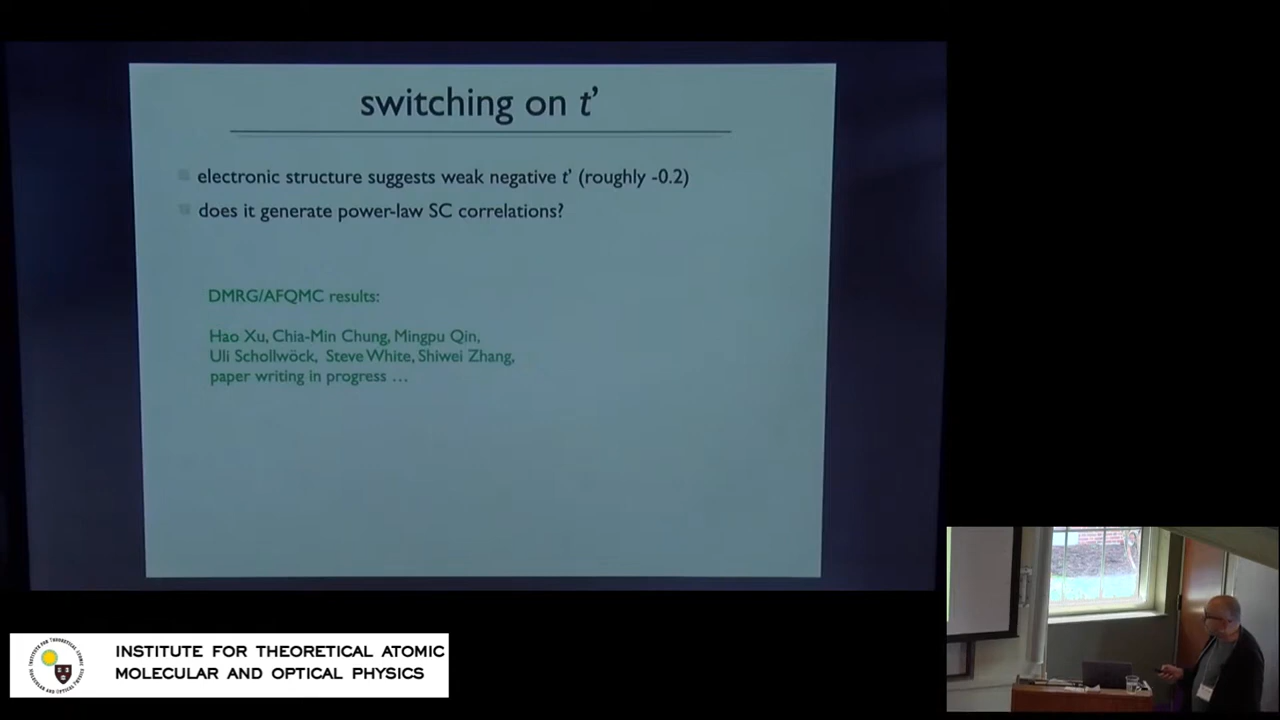 switching on t’
electronic structure suggests weak negative t’ (roughly -0.2)
does it generate power-law SC correlations?
DMRG/AFQMC results:
Hao Xu, Chia-Min Chung, Mingpu Qin,
Uli Schollwöck, Steve White, Shiwei Zhang,
paper writing in progress ...
INSTITUTE FOR THEORETICAL ATOMIC
MOLECULAR AND OPTICAL PHYSICS